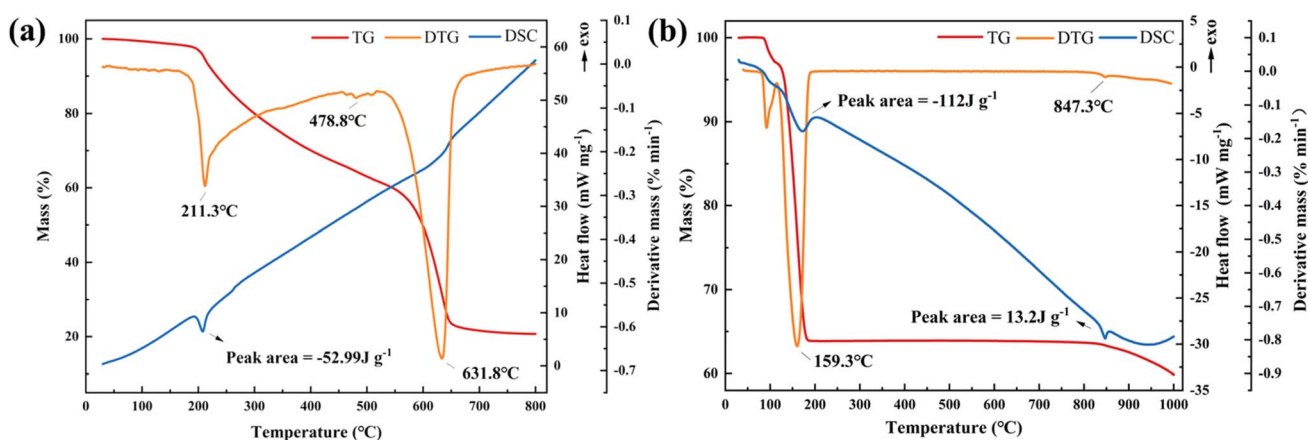 (a)
TG DTG DSC
Mass (%)
100
80
60
40
20
0 100 200 300 400 500 600 700 800
Temperature (℃)
60
50
40
30
20
10
0
Heat flow (mW mg⁻¹)
exo
0.1
0.0
-0.1
-0.2
-0.3
-0.4
-0.5
-0.6
-0.7
Derivative mass (% min⁻¹)
478.8℃
211.3℃
Peak area = -52.99J g⁻¹
631.8℃
(b)
TG DTG DSC
Mass (%)
100
95
90
85
80
75
70
65
60
0 100 200 300 400 500 600 700 800 900 1000
Temperature (℃)
5
0
-5
-10
-15
-20
-25
-30
-35
Heat flow (mW mg⁻¹)
exo
0.1
0.0
-0.1
-0.2
-0.3
-0.4
-0.5
-0.6
-0.7
-0.8
-0.9
Derivative mass (% min⁻¹)
Peak area = -112J g⁻¹
847.3℃
Peak area = 13.2J g⁻¹
159.3℃